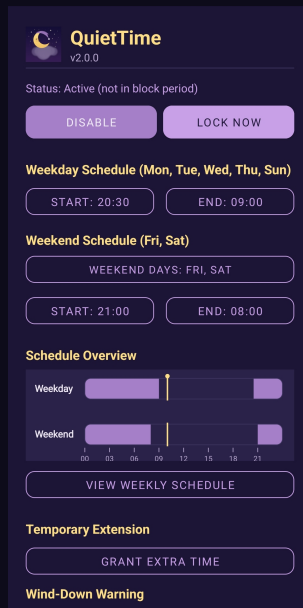 QuietTime
v2.0.0
Status: Active (not in block period)
DISABLE
LOCK NOW
Weekday Schedule (Mon, Tue, Wed, Thu, Sun)
START: 20:30
END: 09:00
Weekend Schedule (Fri, Sat)
WEEKEND DAYS: FRI, SAT
START: 21:00
END: 08:00
Schedule Overview
Weekday
Weekend
00 03 06 09 12 15 18 21
VIEW WEEKLY SCHEDULE
Temporary Extension
GRANT EXTRA TIME
Wind-Down Warning